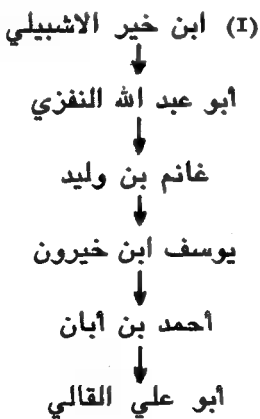 (I) ابن خير الاشبيلي
أبو عبد الله النفزي
غانم بن وليد
يوسف ابن خيرون
أحمد بن أبان
أبو علي القالي